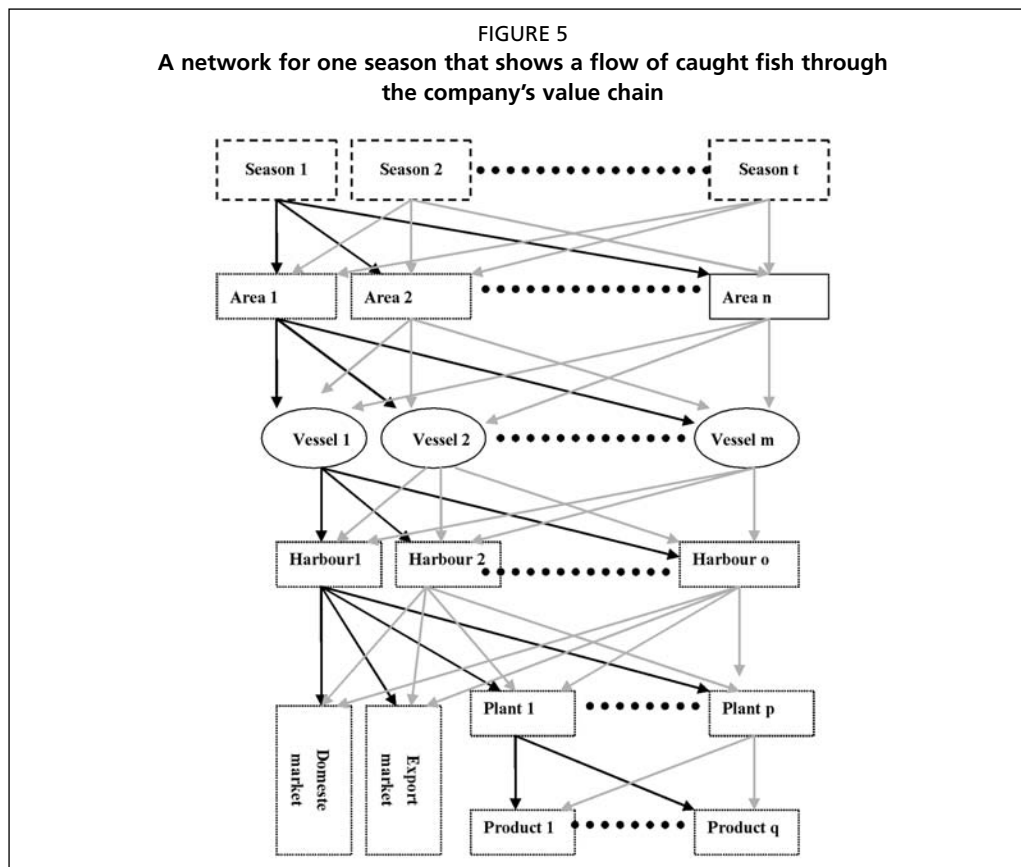 FIGURE 5
A network for one season that shows a flow of caught fish through
the company's value chain
Season 1 Season 2 Season t
Area 1 Area 2 Area n
Vessel 1 Vessel 2 Vessel m
Harbour1 Harbour 2 Harbour o
Plant 1 Plant p
Domeste
market
Export
market
Product 1 Product q